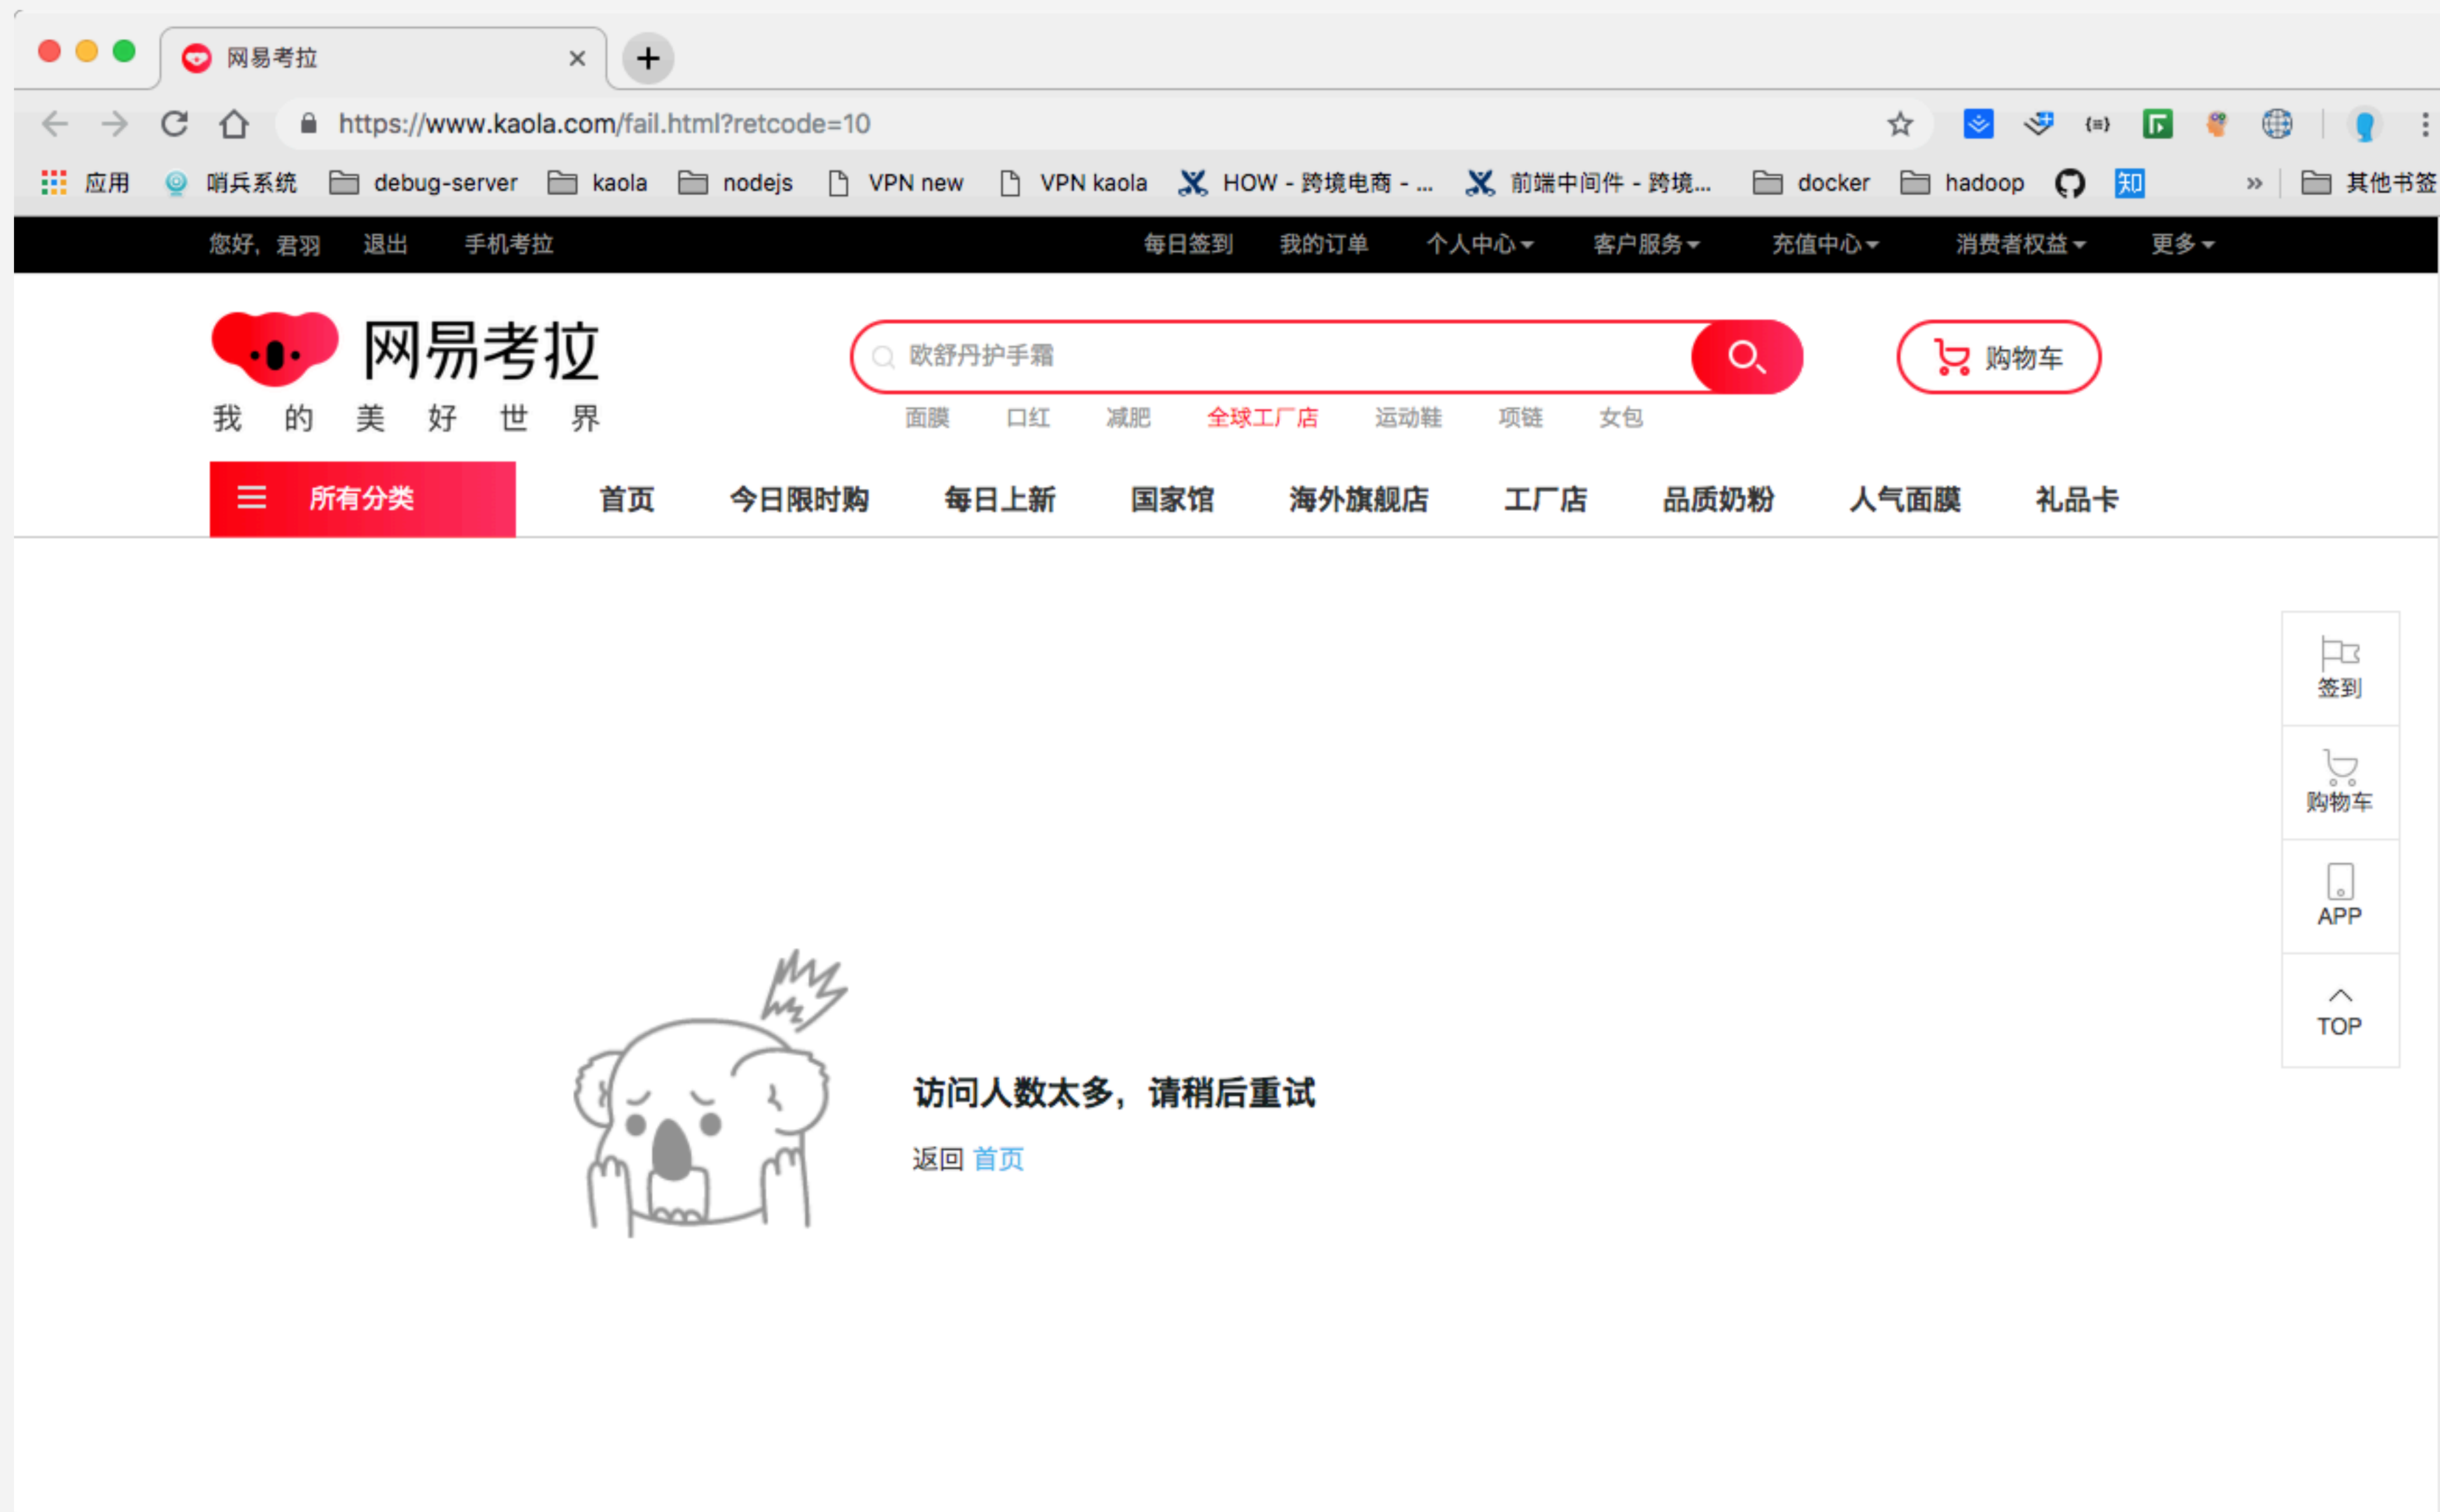 网易考拉
https://www.kaola.com/fail.html?retcode=10
应用 哨兵系统 debug-server kaola nodejs VPN new VPN kaola HOW - 跨境电商 - ... 前端中间件 - 跨境... docker hadoop 知 » 其他书签
您好, 君羽 退出 手机考拉 每日签到 我的订单 个人中心 客户服务 充值中心 消费者权益 更多
网易考拉
我的美好世界
欧舒丹护手霜
购物车
面膜 口红 减肥 全球工厂店 运动鞋 项链 女包
所有分类 首页 今日限时购 每日上新 国家馆 海外旗舰店 工厂店 品质奶粉 人气面膜 礼品卡
签到
购物车
APP
TOP
访问人数太多，请稍后重试
返回 首页